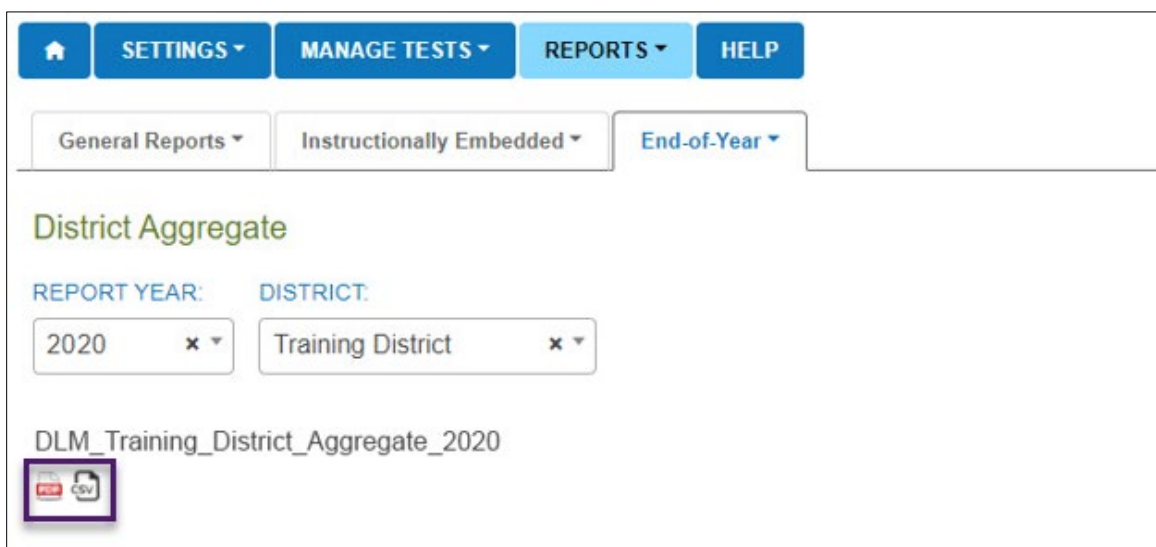 SETTINGS MANAGE TESTS REPORTS HELP
General Reports Instructionally Embedded End-of-Year
District Aggregate
REPORT YEAR: DISTRICT:
2020 × Training District ×
DLM_Training_District_Aggregate_2020
PDF CSV